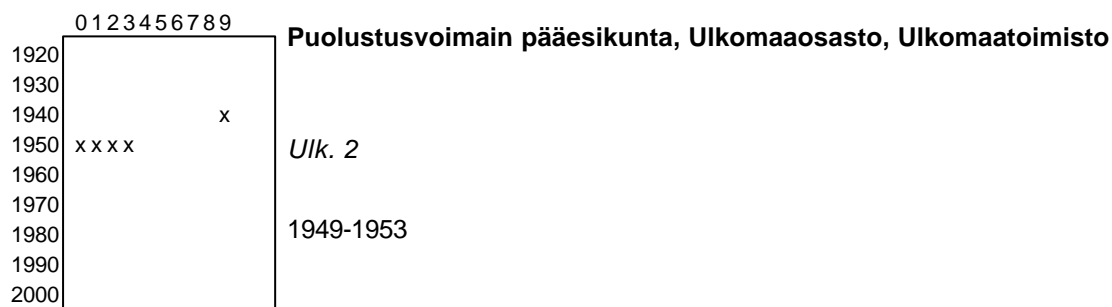 0123456789
Puolustusvoimain pääesikunta, Ulkomaaosasto, Ulkomaatoimisto
1920
1930
1940 x
1950 x x x x
Ulk. 2
1960
1970
1980
1949-1953
1990
2000